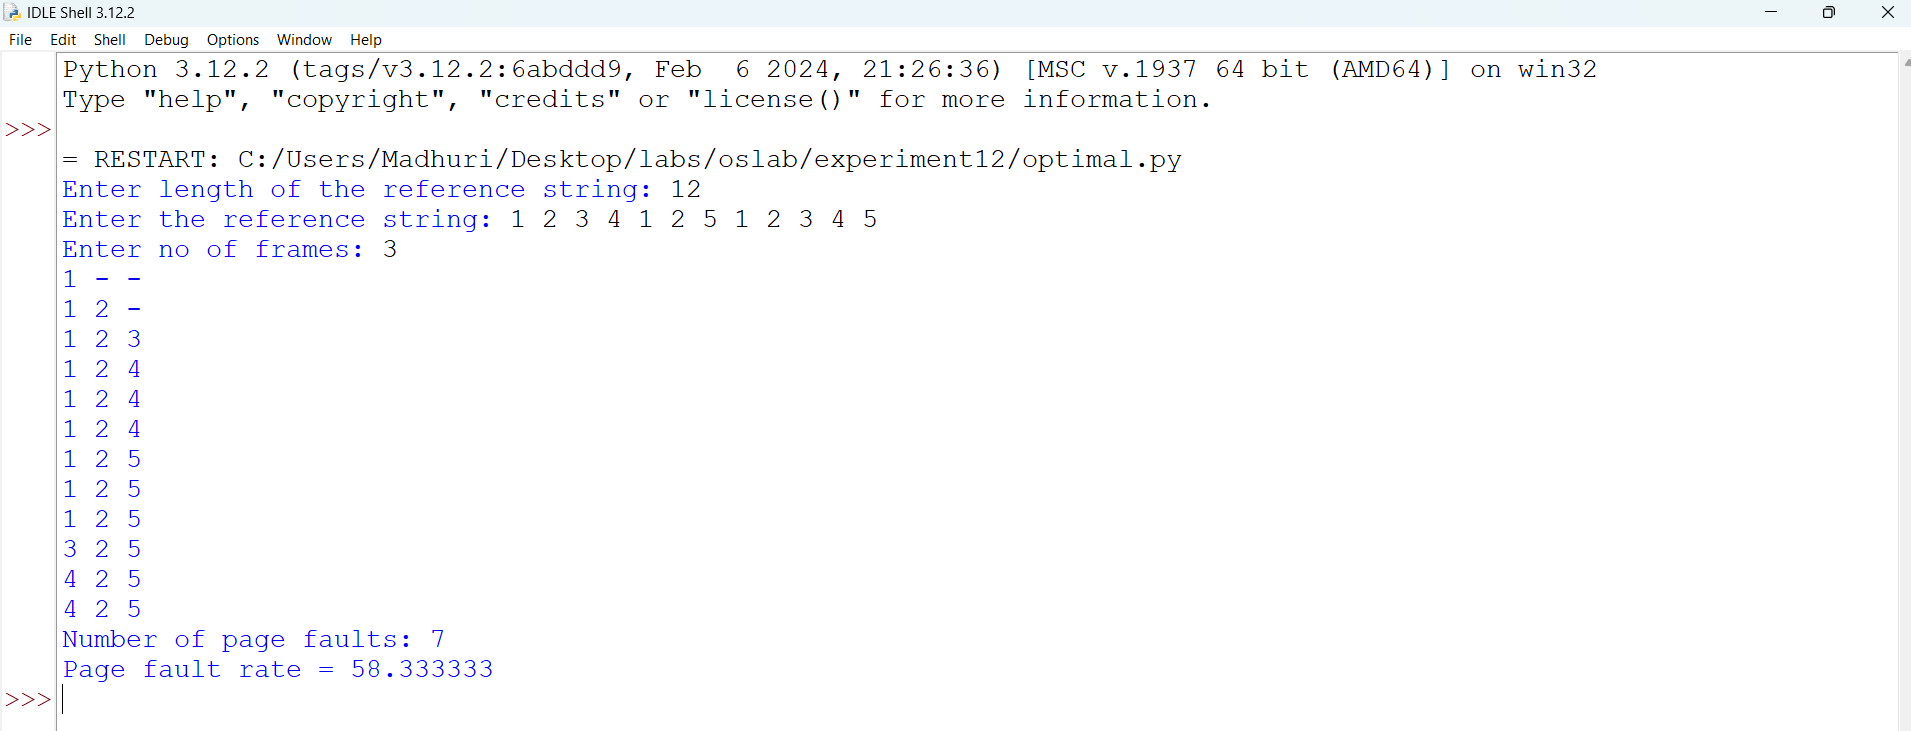 IDLE Shell 3.12.2
File Edit Shell Debug Options Window Help
Python 3.12.2 (tags/v3.12.2:6abddd9, Feb  6 2024, 21:26:36) [MSC v.1937 64 bit (AMD64)] on win32
Type "help", "copyright", "credits" or "license()" for more information.
>>>
= RESTART: C:/Users/Madhuri/Desktop/labs/oslab/experiment12/optimal.py
Enter length of the reference string: 12
Enter the reference string: 1 2 3 4 1 2 5 1 2 3 4 5
Enter no of frames: 3
1 - -
1 2 -
1 2 3
1 2 4
1 2 4
1 2 4
1 2 5
1 2 5
1 2 5
3 2 5
4 2 5
4 2 5
Number of page faults: 7
Page fault rate = 58.333333
>>>